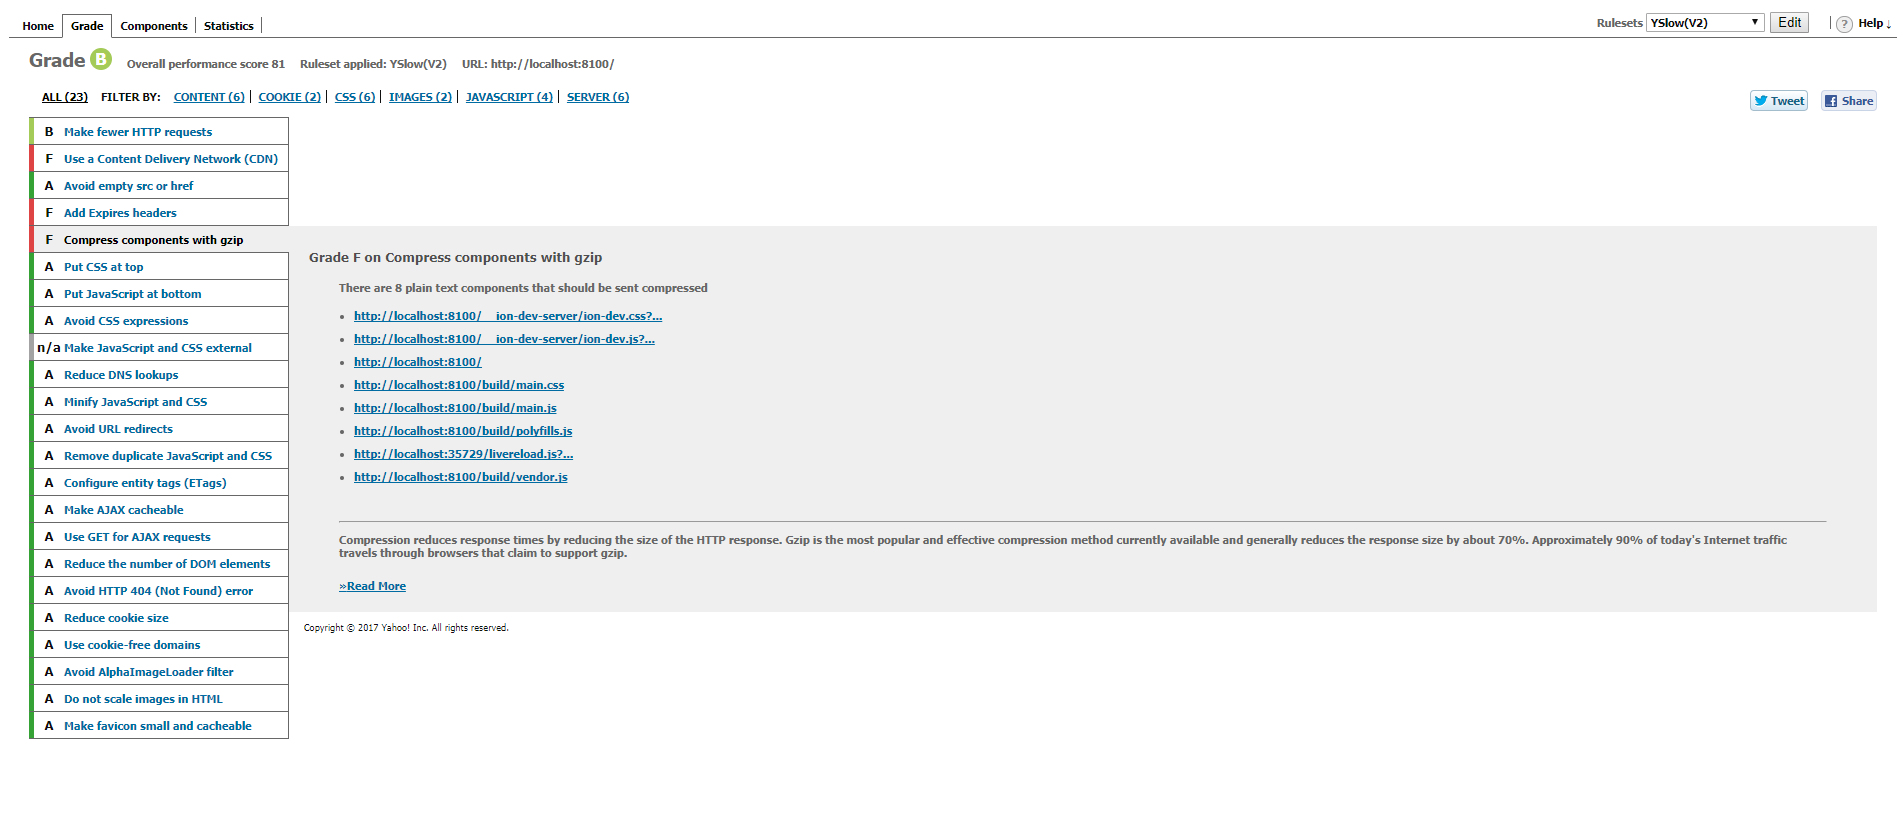 Home Grade Components Statistics Rulesets YSlow(V2) Edit ? Help ↓
Grade B Overall performance score 81 Ruleset applied: YSlow(V2) URL: http://localhost:8100/
ALL (23) FILTER BY: CONTENT (6) | COOKIE (2) | CSS (6) | IMAGES (2) | JAVASCRIPT (4) | SERVER (6)
Tweet Share
B Make fewer HTTP requests
F Use a Content Delivery Network (CDN)
A Avoid empty src or href
F Add Expires headers
F Compress components with gzip
A Put CSS at top
A Put JavaScript at bottom
A Avoid CSS expressions
n/a Make JavaScript and CSS external
A Reduce DNS lookups
A Minify JavaScript and CSS
A Avoid URL redirects
A Remove duplicate JavaScript and CSS
A Configure entity tags (ETags)
A Make AJAX cacheable
A Use GET for AJAX requests
A Reduce the number of DOM elements
A Avoid HTTP 404 (Not Found) error
A Reduce cookie size
A Use cookie-free domains
A Avoid AlphaImageLoader filter
A Do not scale images in HTML
A Make favicon small and cacheable
Grade F on Compress components with gzip
There are 8 plain text components that should be sent compressed
• http://localhost:8100/__ion-dev-server/ion-dev.css?...
• http://localhost:8100/__ion-dev-server/ion-dev.js?...
• http://localhost:8100/
• http://localhost:8100/build/main.css
• http://localhost:8100/build/main.js
• http://localhost:8100/build/polyfills.js
• http://localhost:35729/livereload.js?...
• http://localhost:8100/build/vendor.js
Compression reduces response times by reducing the size of the HTTP response. Gzip is the most popular and effective compression method currently available and generally reduces the response size by about 70%. Approximately 90% of today's Internet traffic
travels through browsers that claim to support gzip.
»Read More
Copyright © 2017 Yahoo! Inc. All rights reserved.